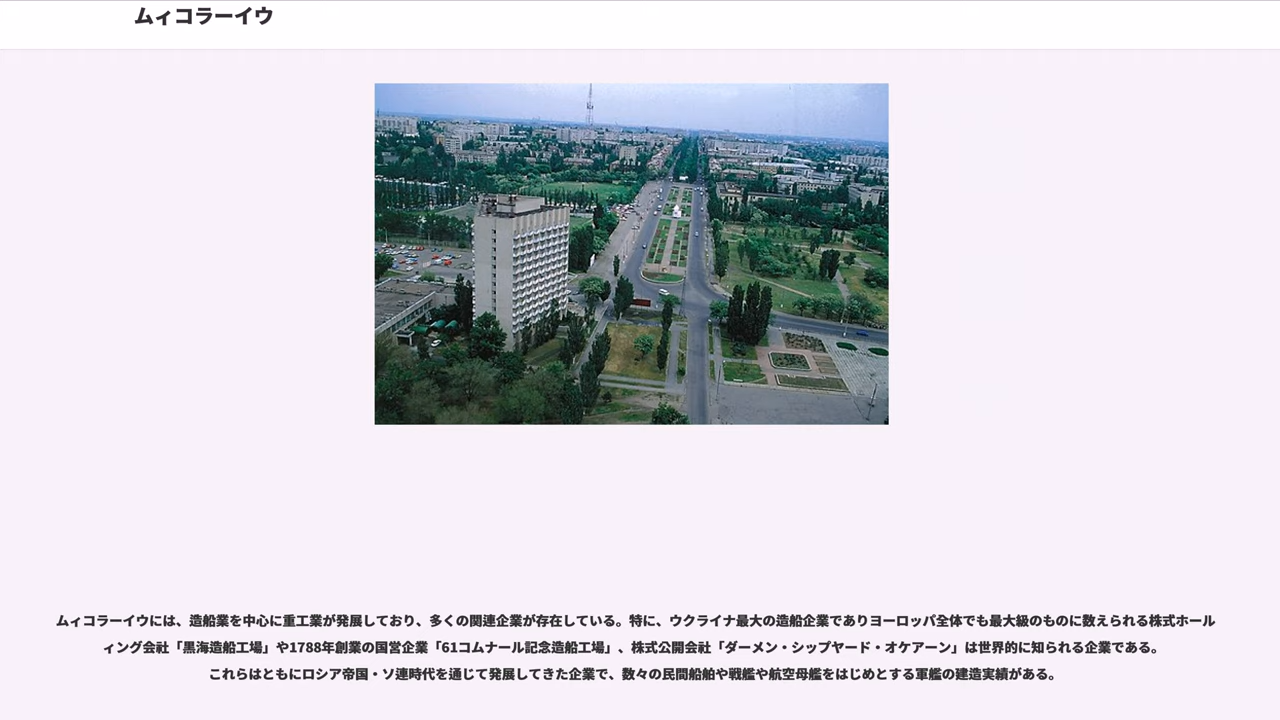 ムィコラーイウ
ムィコラーイウには、造船業を中心に重工業が発展しており、多くの関連企業が存在している。特に、ウクライナ最大の造船企業でありヨーロッパ全体でも最大級のものに数えられる株式ホール
ィング会社「黒海造船工場」や1788年創業の国営企業「61コムナール記念造船工場」、株式公開会社「ダーメン・シップヤード・オケアーン」は世界的に知られる企業である。
これらはともにロシア帝国・ソ連時代を通じて発展してきた企業で、数々の民間船舶や戦艦や航空母艦をはじめとする軍艦の建造実績がある。